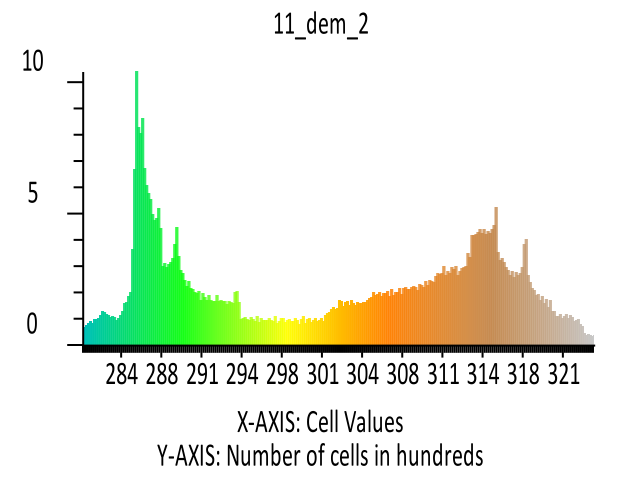 11_dem_2
10
5
0
284 288 291 294 298 301 304 308 311 314 318 321
X-AXIS: Cell Values
Y-AXIS: Number of cells in hundreds